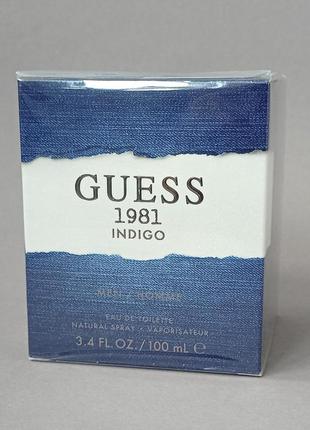 GUESS
1981
INDIGO
MEN / HOMME
EAU DE TOILETTE
NATURAL SPRAY • VAPORISATEUR
3.4 FL.OZ./100 mL ℮